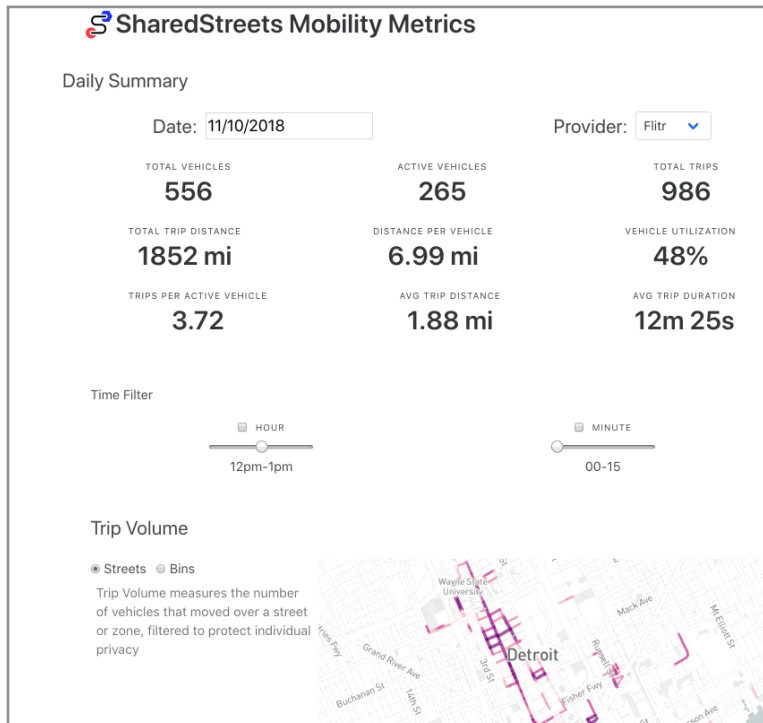 SharedStreets Mobility Metrics
Daily Summary
Date: 11/10/2018
Provider: Flitr
TOTAL VEHICLES
556
ACTIVE VEHICLES
265
TOTAL TRIPS
986
TOTAL TRIP DISTANCE
1852 mi
DISTANCE PER VEHICLE
6.99 mi
VEHICLE UTILIZATION
48%
TRIPS PER ACTIVE VEHICLE
3.72
AVG TRIP DISTANCE
1.88 mi
AVG TRIP DURATION
12m 25s
Time Filter
HOUR
12pm-1pm
MINUTE
00-15
Trip Volume
Streets
Bins
Trip Volume measures the number
of vehicles that moved over a street
or zone, filtered to protect individual
privacy
Wayne State
University
Mack Ave
Mt Elliott St
Grand River Ave
3rd St
Detroit
Buchanan St
14th St
Fisher Fwy